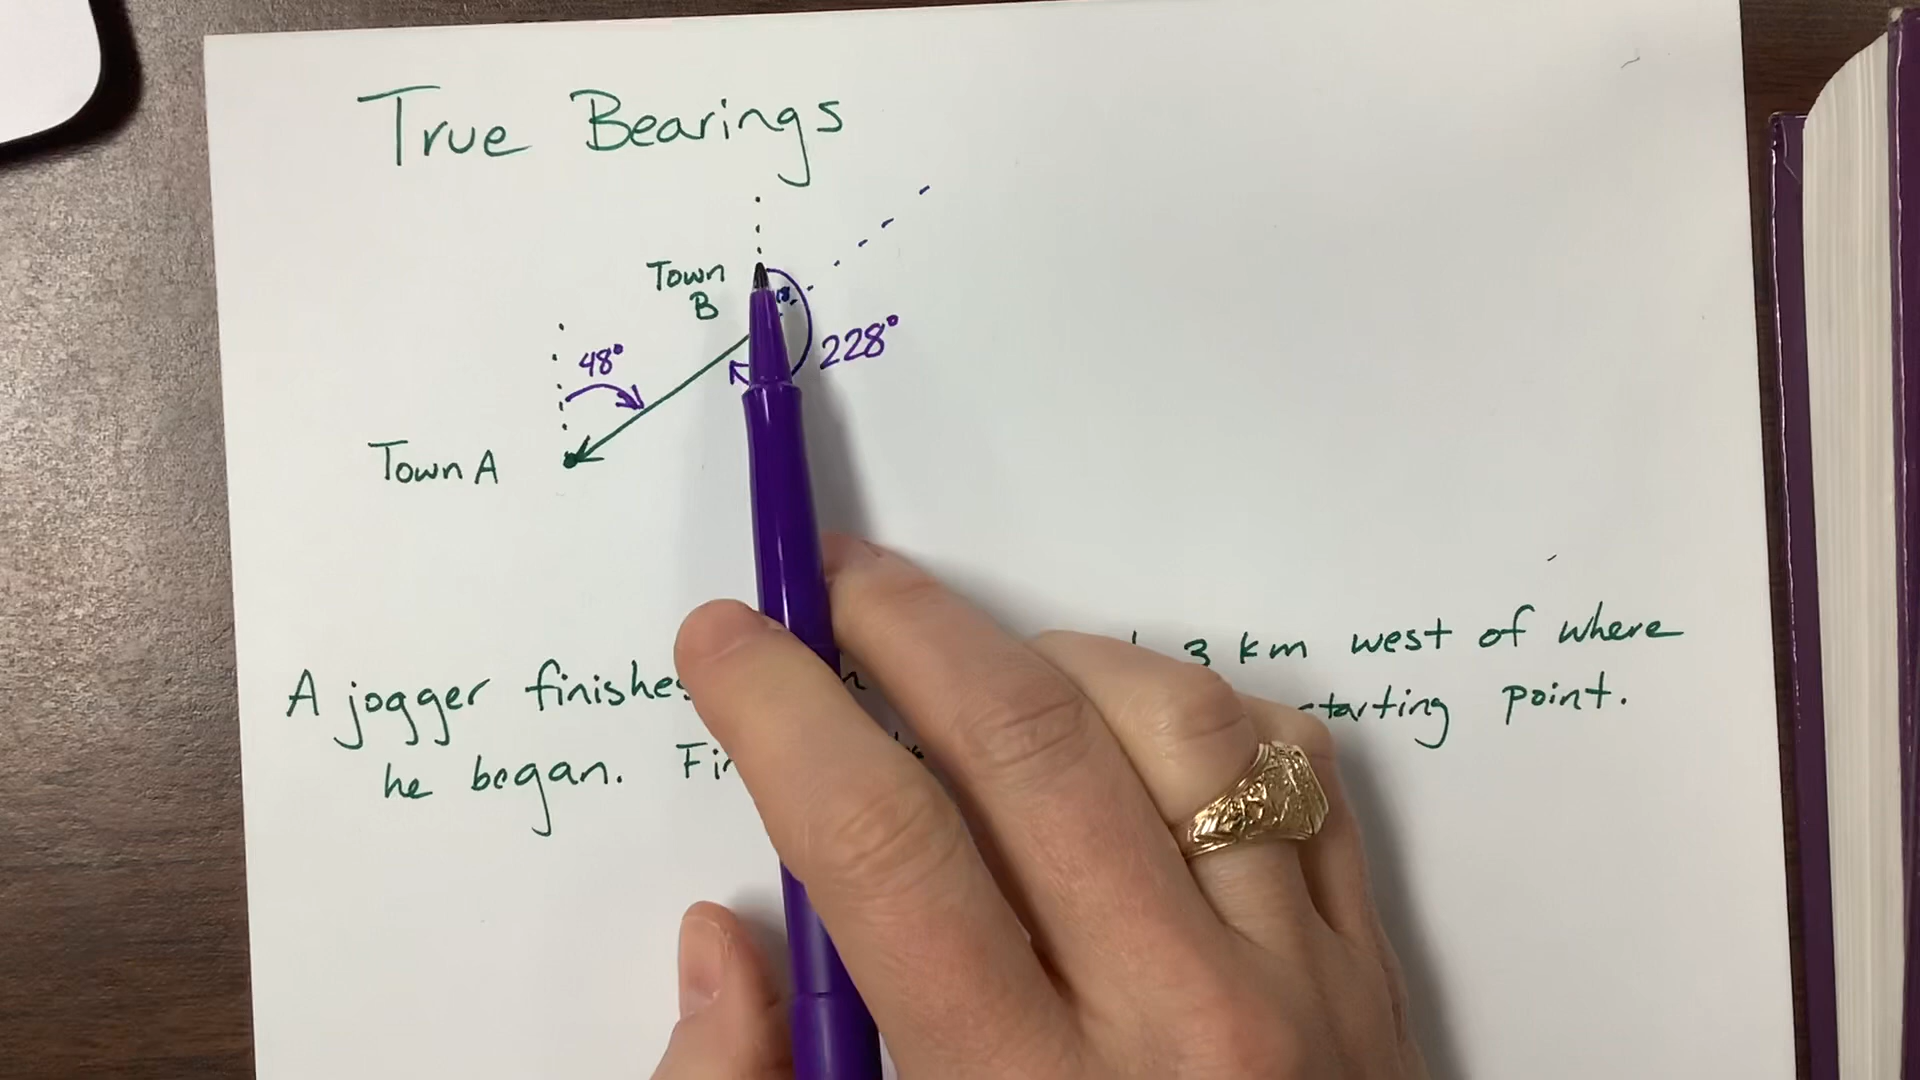 True Bearings
Town
B
48°
228°
Town A
A jogger finishes 3 km west of where
he began. starting point.